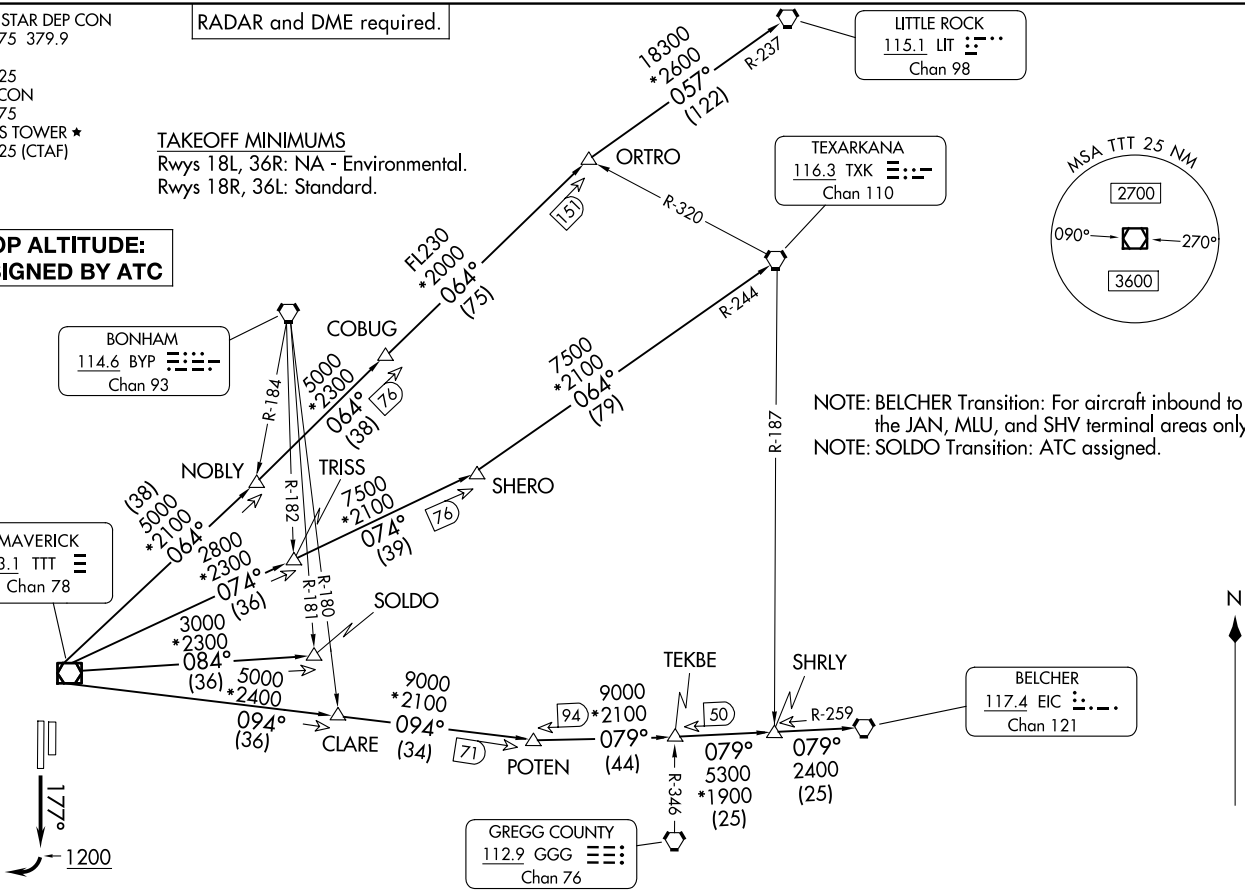 STAR DEP CON
75 379.9
25
CON
75
S TOWER ★
25 (CTAF)
RADAR and DME required.
TAKEOFF MINIMUMS
Rwys 18L, 36R: NA - Environmental.
Rwys 18R, 36L: Standard.
OP ALTITUDE:
SIGNED BY ATC
LITTLE ROCK
115.1 LIT
Chan 98
R-237
18300
*2600
057°
(122)
ORTRO
151
TEXARKANA
116.3 TXK
Chan 110
R-320
MSA TTT 25 NM
2700
090°
270°
3600
FL230
*2000
064°
(75)
R-244
BONHAM
114.6 BYP
Chan 93
COBUG
76
5000
*2300
064°
(38)
R-184
7500
*2100
064°
(79)
R-187
NOTE: BELCHER Transition: For aircraft inbound to
the JAN, MLU, and SHV terminal areas only
NOTE: SOLDO Transition: ATC assigned.
NOBLY
TRISS
R-182
7500
*2100
074°
(39)
76
SHERO
(38)
5000
*2100
064°
MAVERICK
3.1 TTT
Chan 78
2800
*2300
074°
(36)
R-181
R-180
SOLDO
3000
*2300
084°
(36)
5000
*2400
094°
(36)
CLARE
9000
*2100
094°
(34)
71
POTEN
94
9000
*2100
079°
(44)
TEKBE
50
079°
5300
*1900
(25)
SHRLY
R-259
079°
2400
(25)
BELCHER
117.4 EIC
Chan 121
N
R-346
GREGG COUNTY
112.9 GGG
Chan 76
177°
1200